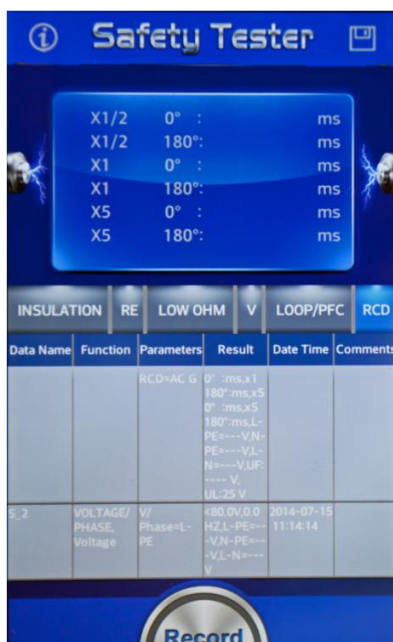 Safety Tester
X1/2 0° : ms
X1/2 180°: ms
X1 0° : ms
X1 180°: ms
X5 0° : ms
X5 180°: ms
INSULATION RE LOW OHM V LOOP/PFC RCD
Data Name Function Parameters Result Date Time Comments
RCD=AC G
0° :ms,x1
180°:ms,x5
0° :ms,x5
180°:ms,L-
PE=---V,N-
PE=---V,L-
N=---V,UF:
---- V,
UL:25 V
S_2
VOLTAGE/
PHASE,
Voltage
V/
Phase=L-
PE
<80.0V,0.0
HZ,L-PE=--
-V,N-PE=--
-V,L-N=---
V
2014-07-15
11:14:14
Record